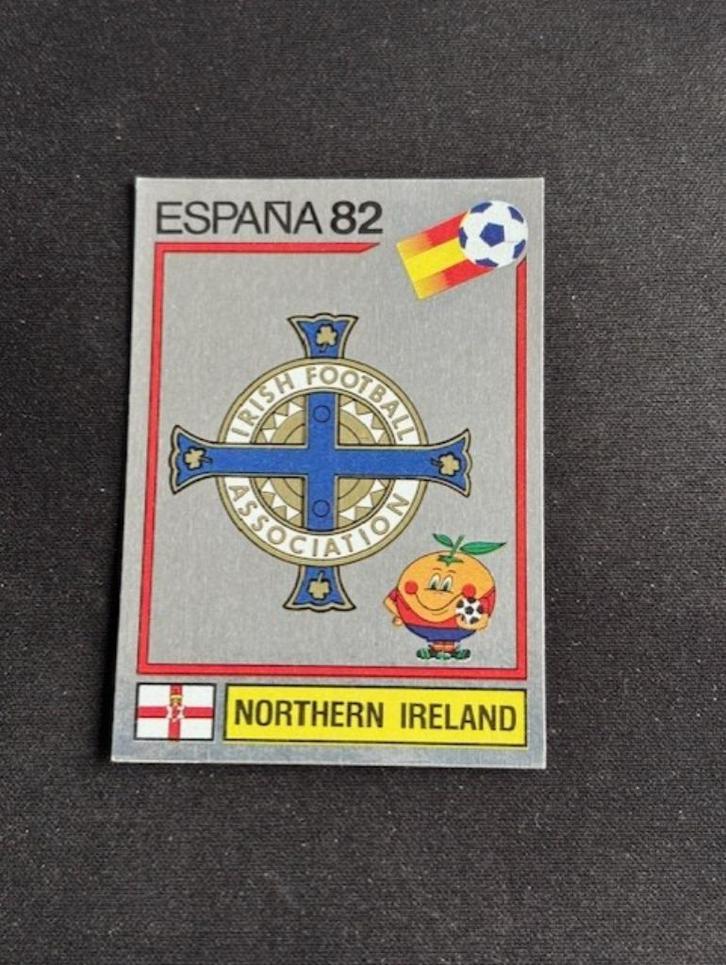 ESPAÑA 82
IRISH FOOTBALL
ASSOCIATION
NORTHERN IRELAND